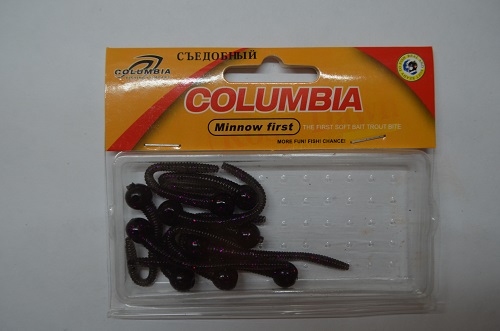 СЪЕДОБНЫЙ
COLUMBIA
COLUMBIA
Minnow first
THE FIRST SOFT BAIT TROUT BITE
MORE FUN! FISH! CHANCE!